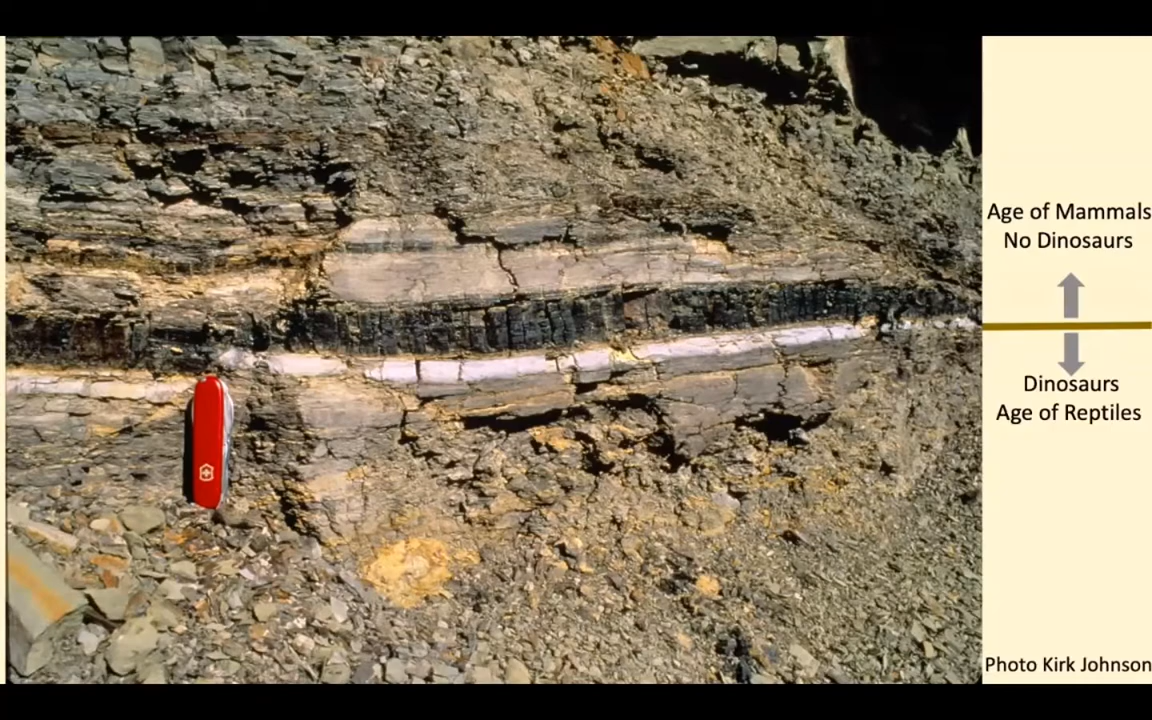 Age of Mammals
No Dinosaurs
Dinosaurs
Age of Reptiles
Photo Kirk Johnson